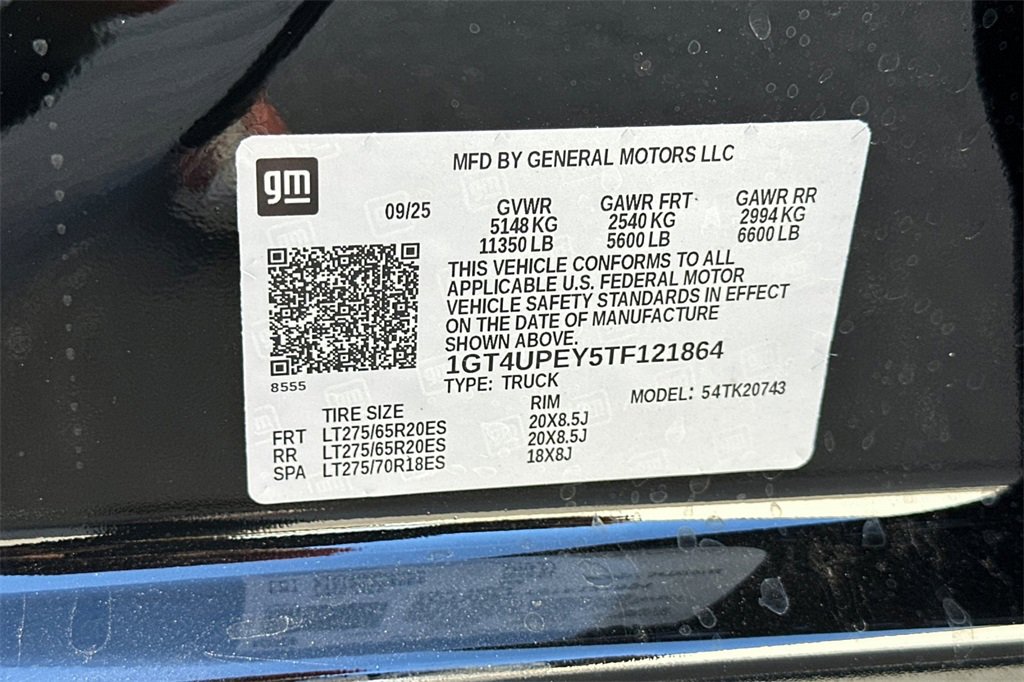 MFD BY GENERAL MOTORS LLC
gm
09/25
GVWR GAWR FRT GAWR RR
5148 KG 2540 KG 2994 KG
11350 LB 5600 LB 6600 LB
THIS VEHICLE CONFORMS TO ALL
APPLICABLE U.S. FEDERAL MOTOR
VEHICLE SAFETY STANDARDS IN EFFECT
ON THE DATE OF MANUFACTURE
SHOWN ABOVE.
1GT4UPEY5TF121864
8555
TYPE: TRUCK MODEL: 54TK20743
TIRE SIZE RIM
FRT LT275/65R20ES 20X8.5J
RR LT275/65R20ES 20X8.5J
SPA LT275/70R18ES 18X8J